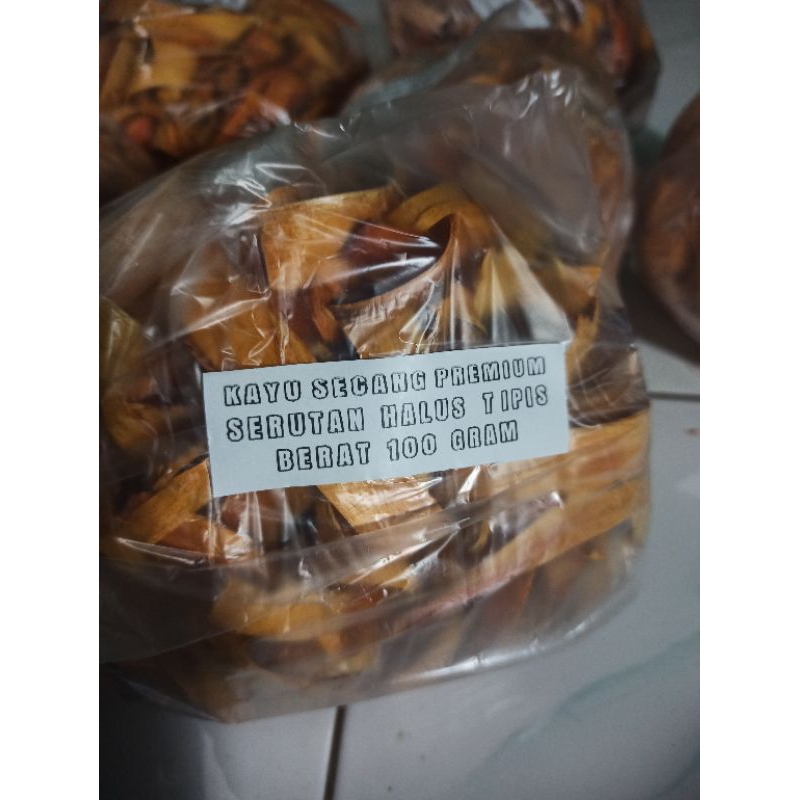 KAYU SECANG PREMIUM
SERUTAN HALUS TIPIS
BERAT 100 GRAM